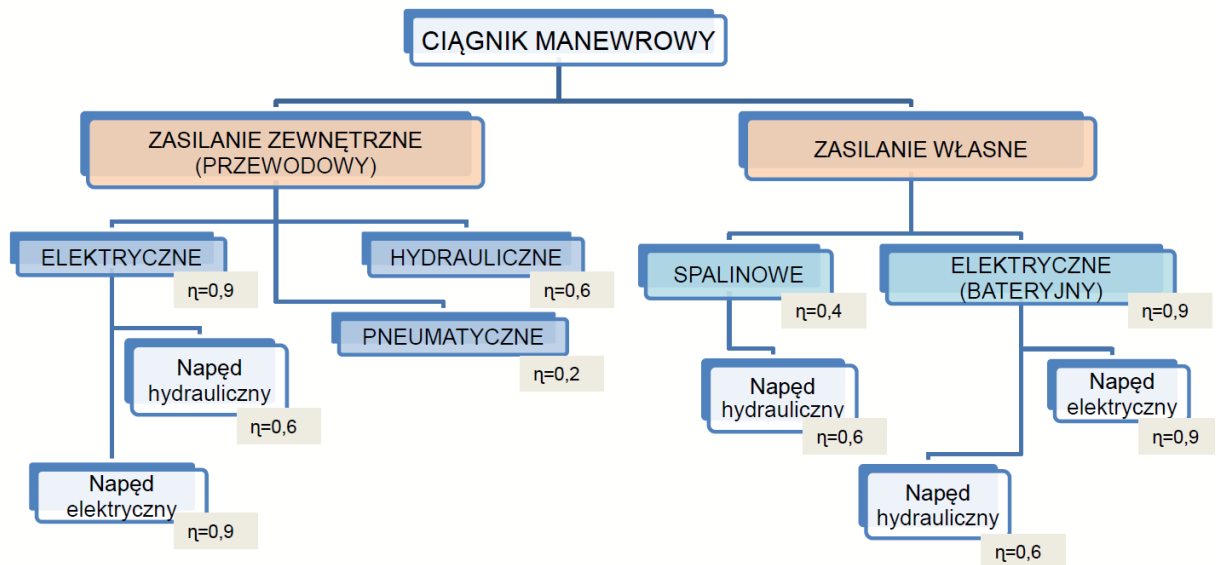 CIĄGNIK MANEWROWY
ZASILANIE ZEWNĘTRZNE
(PRZEWODOWY)
ZASILANIE WŁASNE
ELEKTRYCZNE
η=0,9
HYDRAULICZNE
η=0,6
PNEUMATYCZNE
η=0,2
Napęd
hydrauliczny
η=0,6
Napęd
elektryczny
η=0,9
SPALINOWE
η=0,4
ELEKTRYCZNE
(BATERYJNY)
η=0,9
Napęd
hydrauliczny
η=0,6
Napęd
elektryczny
η=0,9
Napęd
hydrauliczny
η=0,6